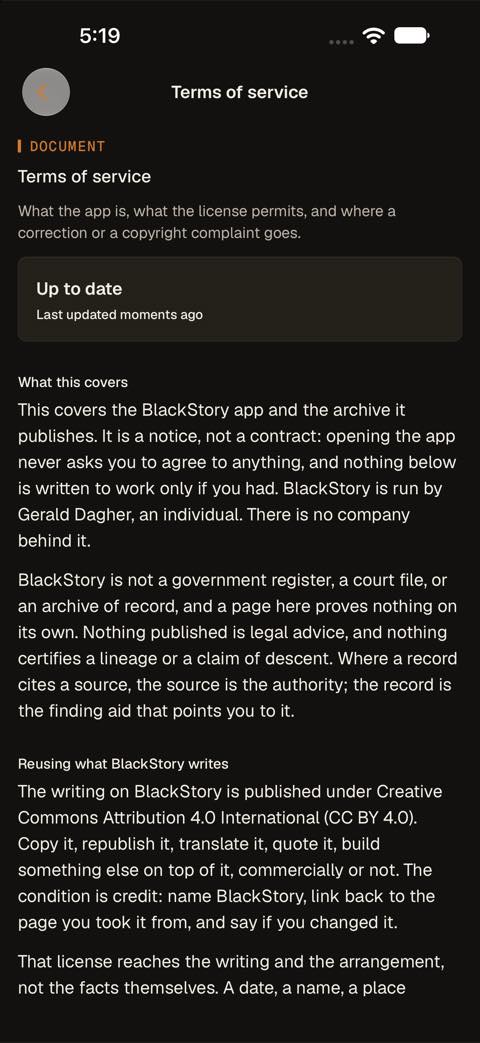 5:19
Terms of service
DOCUMENT
Terms of service
What the app is, what the license permits, and where a
correction or a copyright complaint goes.
Up to date
Last updated moments ago
What this covers
This covers the BlackStory app and the archive it
publishes. It is a notice, not a contract: opening the app
never asks you to agree to anything, and nothing below
is written to work only if you had. BlackStory is run by
Gerald Dagher, an individual. There is no company
behind it.
BlackStory is not a government register, a court file, or
an archive of record, and a page here proves nothing on
its own. Nothing published is legal advice, and nothing
certifies a lineage or a claim of descent. Where a record
cites a source, the source is the authority; the record is
the finding aid that points you to it.
Reusing what BlackStory writes
The writing on BlackStory is published under Creative
Commons Attribution 4.0 International (CC BY 4.0).
Copy it, republish it, translate it, quote it, build
something else on top of it, commercially or not. The
condition is credit: name BlackStory, link back to the
page you took it from, and say if you changed it.
That license reaches the writing and the arrangement,
not the facts themselves. A date, a name, a place